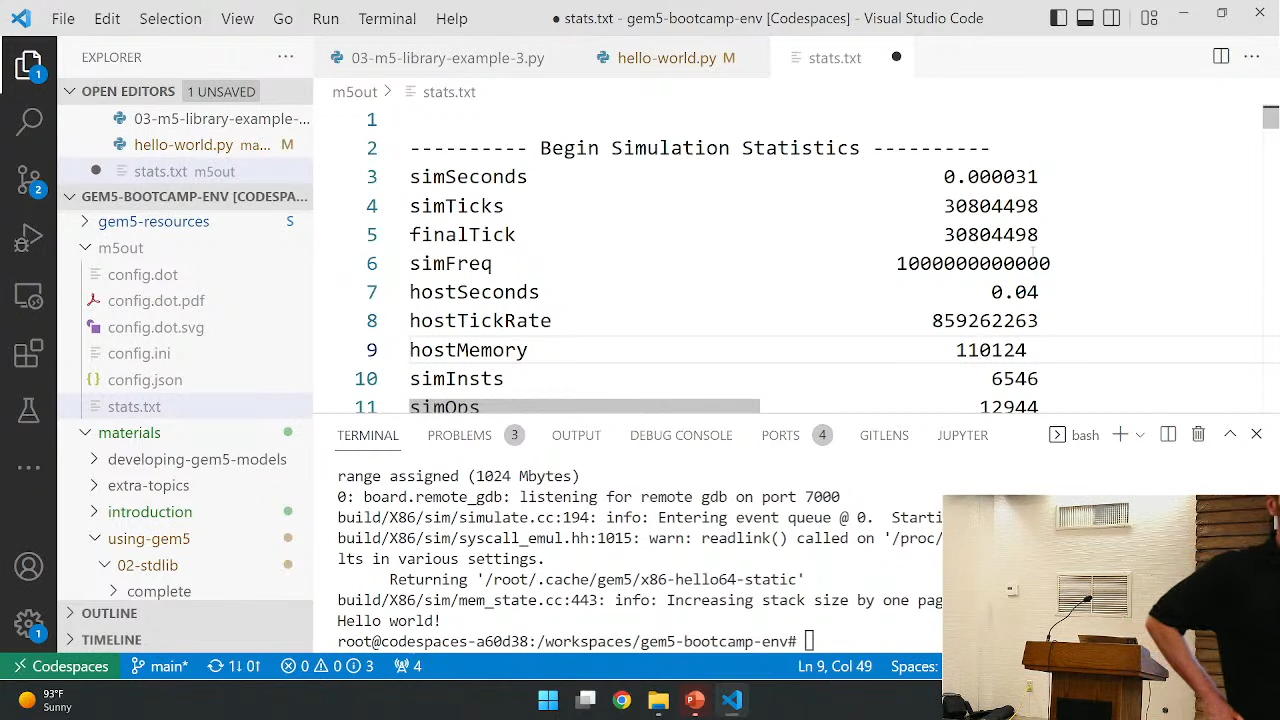 File Edit Selection View Go Run Terminal Help
● stats.txt - gem5-bootcamp-env [Codespaces] - Visual Studio Code
EXPLORER
03-m5-library-example-3.py
hello-world.py M
stats.txt
OPEN EDITORS 1 UNSAVED
03-m5-library-example-...
hello-world.py ma... M
stats.txt m5out
GEM5-BOOTCAMP-ENV [CODESPA...
gem5-resources S
m5out
config.dot
config.dot.pdf
config.dot.svg
config.ini
config.json
stats.txt
materials
developing-gem5-models
extra-topics
introduction
using-gem5
02-stdlib
complete
OUTLINE
TIMELINE
1
2
1
m5out > stats.txt
1
2 ---------- Begin Simulation Statistics ----------
3 simSeconds 0.000031
4 simTicks 30804498
5 finalTick 30804498
6 simFreq 1000000000000
7 hostSeconds 0.04
8 hostTickRate 859262263
9 hostMemory 110124
10 simInsts 6546
11 simOps 12944
TERMINAL PROBLEMS 3 OUTPUT DEBUG CONSOLE PORTS 4 GITLENS JUPYTER bash
range assigned (1024 Mbytes)
0: board.remote_gdb: listening for remote gdb on port 7000
build/X86/sim/simulate.cc:194: info: Entering event queue @ 0.  Starti
build/X86/sim/syscall_emul.hh:1015: warn: readlink() called on '/proc/
lts in various settings.
Returning '/root/.cache/gem5/x86-hello64-static'
build/X86/sim/mem_state.cc:443: info: Increasing stack size by one pag
Hello world!
root@codespaces-a60d38:/workspaces/gem5-bootcamp-env#
Codespaces main* 1↓ 0↑ 0 0 3 4 Ln 9, Col 49 Spaces:
93°F
Sunny